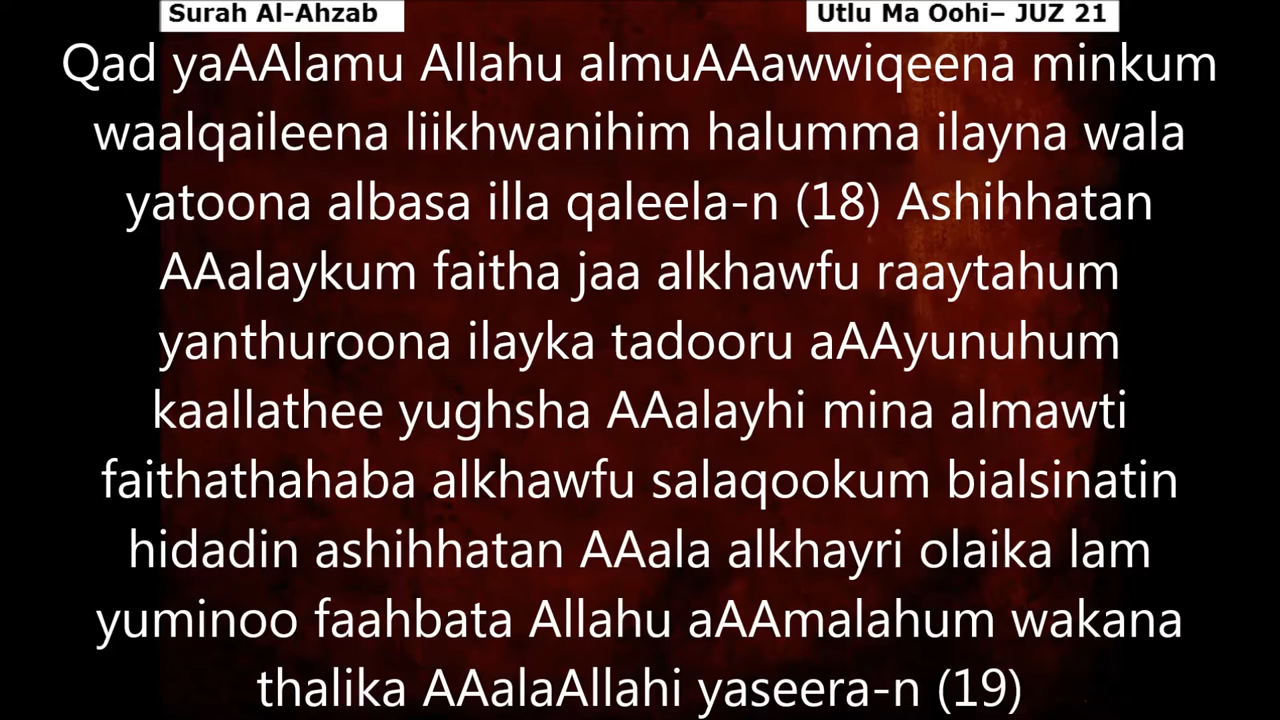 Surah Al-Ahzab
Utlu Ma Oohi– JUZ 21
Qad yaAAlamu Allahu almuAAawwiqeena minkum
waalqaileena liikhwanihim halumma ilayna wala
yatoona albasa illa qaleela-n (18) Ashihhatan
AAalaykum faitha jaa alkhawfu raaytahum
yanthuroona ilayka tadooru aAAyunuhum
kaallathee yughsha AAalayhi mina almawti
faithathahaba alkhawfu salaqookum bialsinatin
hidadin ashihhatan AAala alkhayri olaika lam
yuminoo faahbata Allahu aAAmalahum wakana
thalika AAalaAllahi yaseera-n (19)